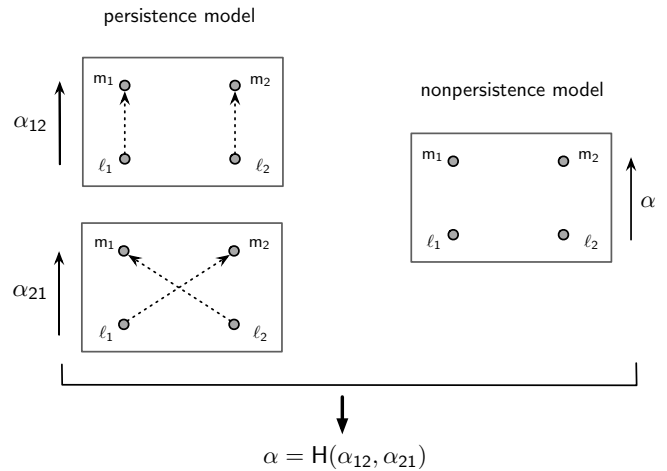 persistence model
m₁ m₂
α₁₂
ℓ₁ ℓ₂
m₁ m₂
α₂₁
ℓ₁ ℓ₂
nonpersistence model
m₁ m₂
α
ℓ₁ ℓ₂
α = H(α₁₂, α₂₁)